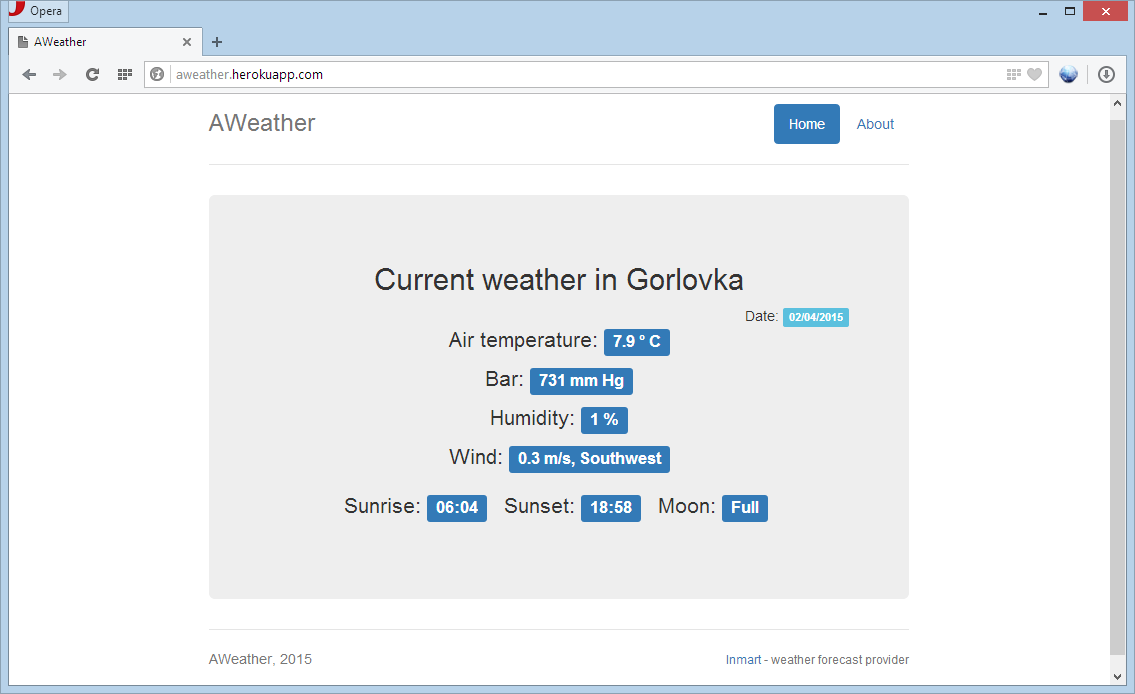 Opera
AWeather
aweather.herokuapp.com
AWeather Home About
Current weather in Gorlovka
Date: 02/04/2015
Air temperature: 7.9 º C
Bar: 731 mm Hg
Humidity: 1 %
Wind: 0.3 m/s, Southwest
Sunrise: 06:04 Sunset: 18:58 Moon: Full
AWeather, 2015 Inmart - weather forecast provider